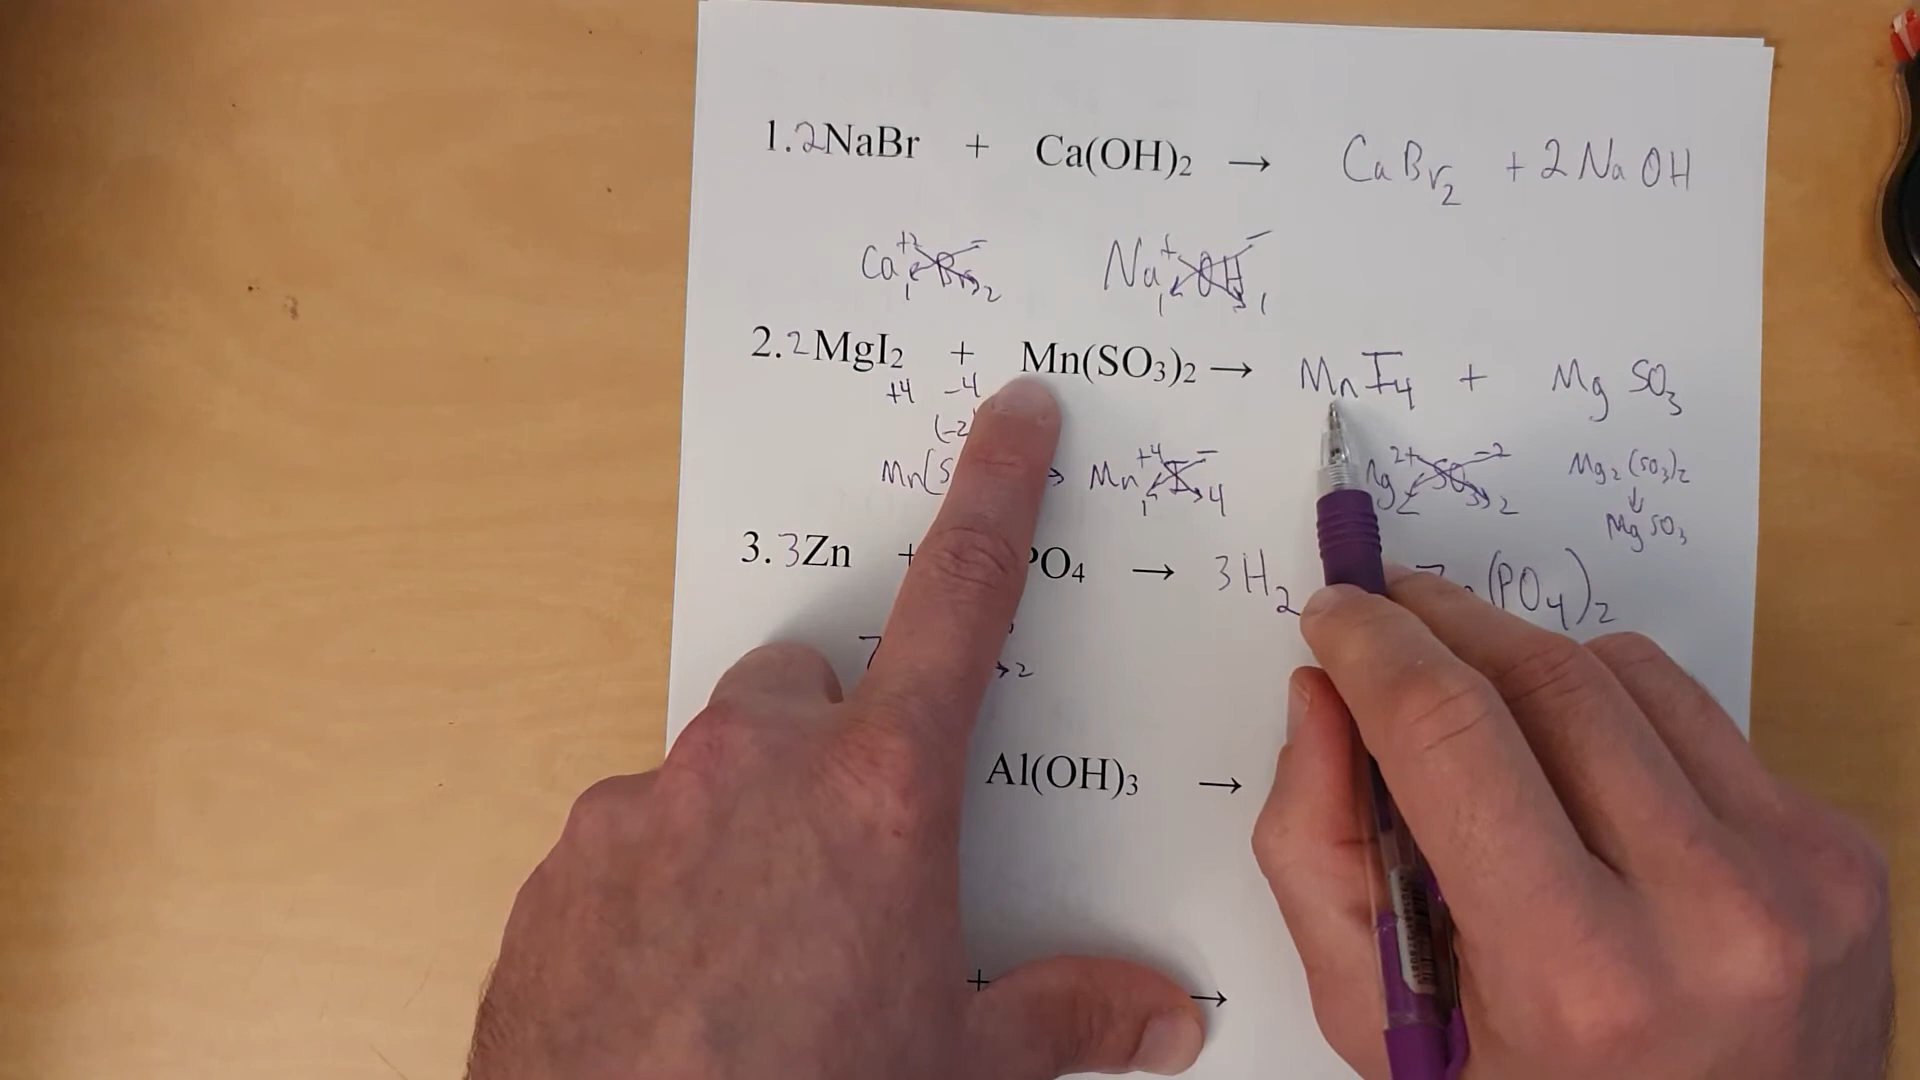 1. 2NaBr + Ca(OH)2 → CaBr2 + 2NaOH
Ca+2 Br- 1 2 Na+ OH- 1 1
2. 2MgI2 + Mn(SO3)2 → MnI4 + MgSO3
+4 -4
(-2
Mn(S → Mn+4 I- 1 4 Mg2+ SO3-2 2 2 Mg2(SO3)2
↓
MgSO3
3. 3Zn + PO4 → 3H2 (PO4)2
→2
Al(OH)3 →
+ →